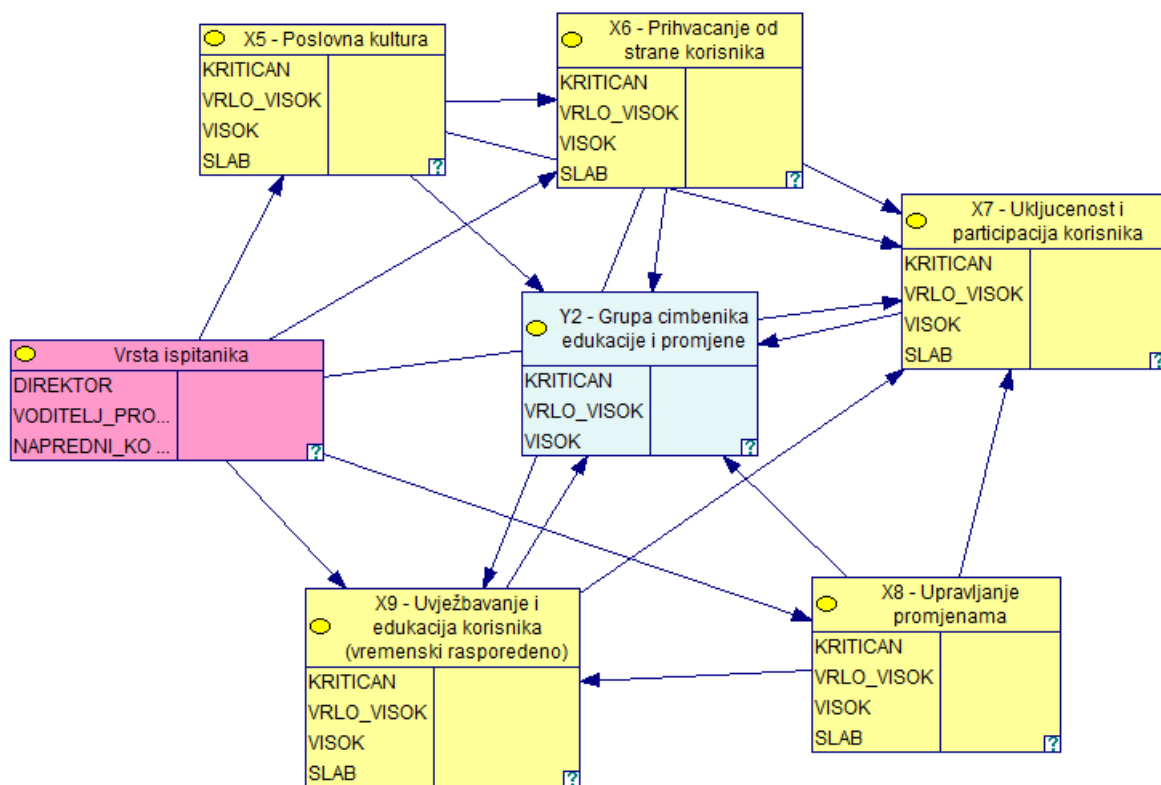 X5 - Poslovna kultura
KRITICAN
VRLO_VISOK
VISOK
SLAB
?
X6 - Prihvacanje od
strane korisnika
KRITICAN
VRLO_VISOK
VISOK
SLAB
?
X7 - Ukljucenost i
participacija korisnika
KRITICAN
VRLO_VISOK
VISOK
SLAB
?
Y2 - Grupa cimbenika
edukacije i promjene
KRITICAN
VRLO_VISOK
VISOK
?
Vrsta ispitanika
DIREKTOR
VODITELJ_PRO...
NAPREDNI_KO ...
?
X9 - Uvježbavanje i
edukacija korisnika
(vremenski rasporedeno)
KRITICAN
VRLO_VISOK
VISOK
SLAB
?
X8 - Upravljanje
promjenama
KRITICAN
VRLO_VISOK
VISOK
SLAB
?